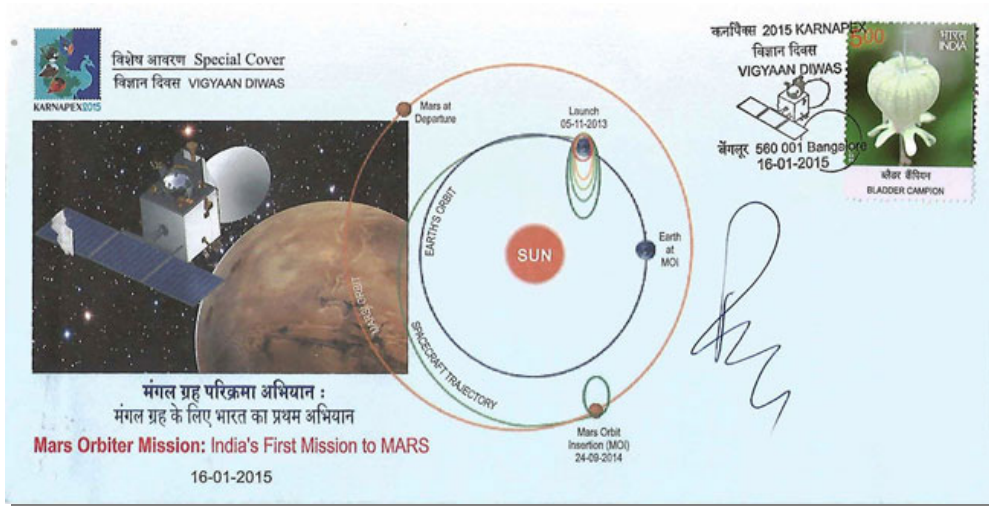 KARNAPEX2015
विशेष आवरण Special Cover
विज्ञान दिवस VIGYAAN DIWAS
कर्नापेक्स 2015 KARNAPEX
विज्ञान दिवस
VIGYAAN DIWAS
बेंगलूर 560 001 Bangalore
16-01-2015
5.00
भारत
INDIA
ब्लैडर कैंपियन
BLADDER CAMPION
Mars at
Departure
Launch
05-11-2013
EARTH'S ORBIT
SUN
Earth
at
MOI
MARS ORBIT
SPACECRAFT TRAJECTORY
Mars Orbit
Insertion (MOI)
24-09-2014
मंगल ग्रह परिक्रमा अभियान :
मंगल ग्रह के लिए भारत का प्रथम अभियान
Mars Orbiter Mission: India's First Mission to MARS
16-01-2015